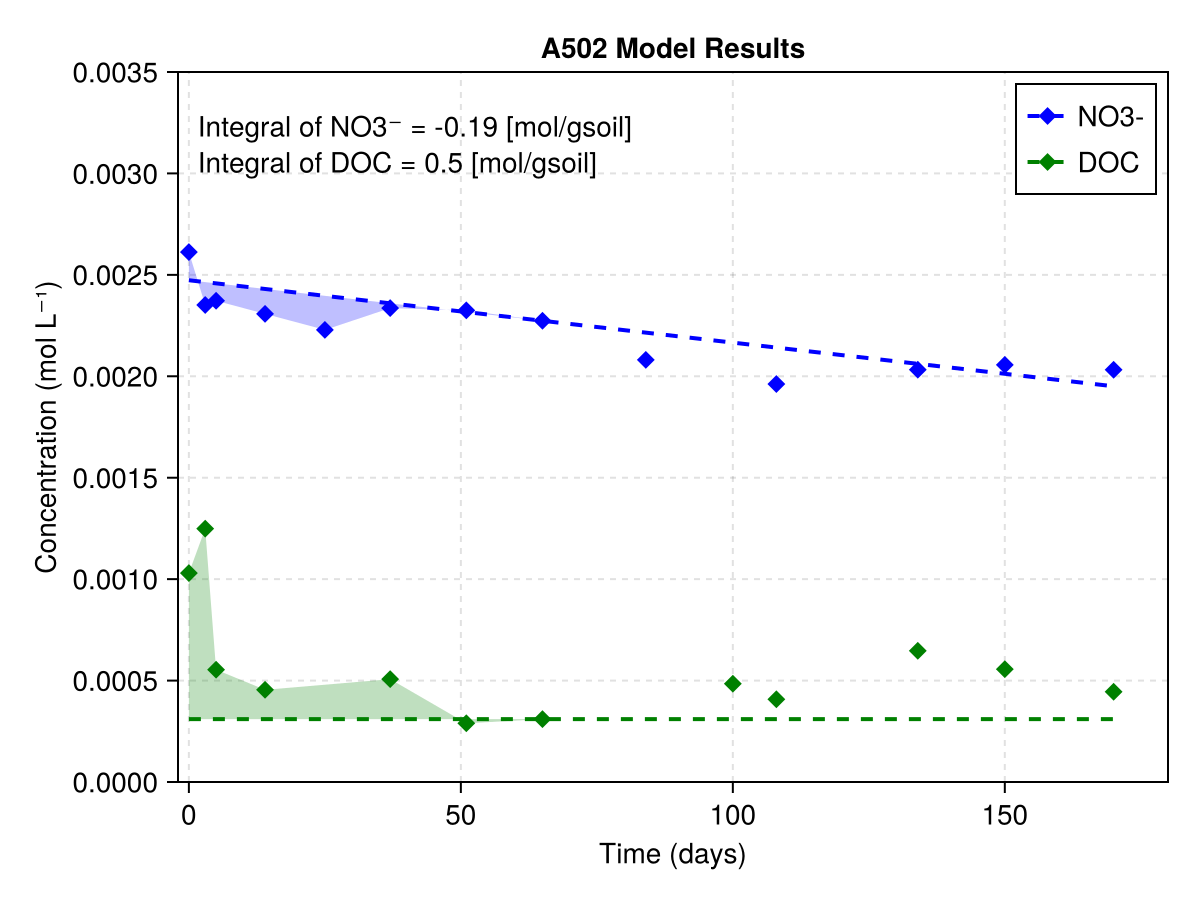 A502 Model Results
Integral of NO3⁻ = -0.19 [mol/gsoil]
Integral of DOC = 0.5 [mol/gsoil]
NO3-
DOC
Concentration (mol L⁻¹)
0.0035
0.0030
0.0025
0.0020
0.0015
0.0010
0.0005
0.0000
0
50
100
150
Time (days)